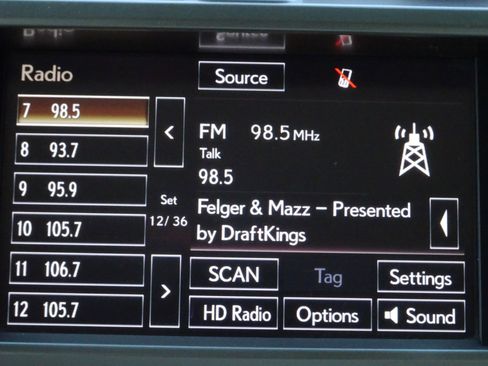 Radio
Source
7 98.5
8 93.7
9 95.9
10 105.7
11 106.7
12 105.7
<
Set
12/ 36
>
FM 98.5 MHz
Talk
98.5
Felger & Mazz – Presented
by DraftKings
SCAN Tag Settings
HD Radio Options Sound